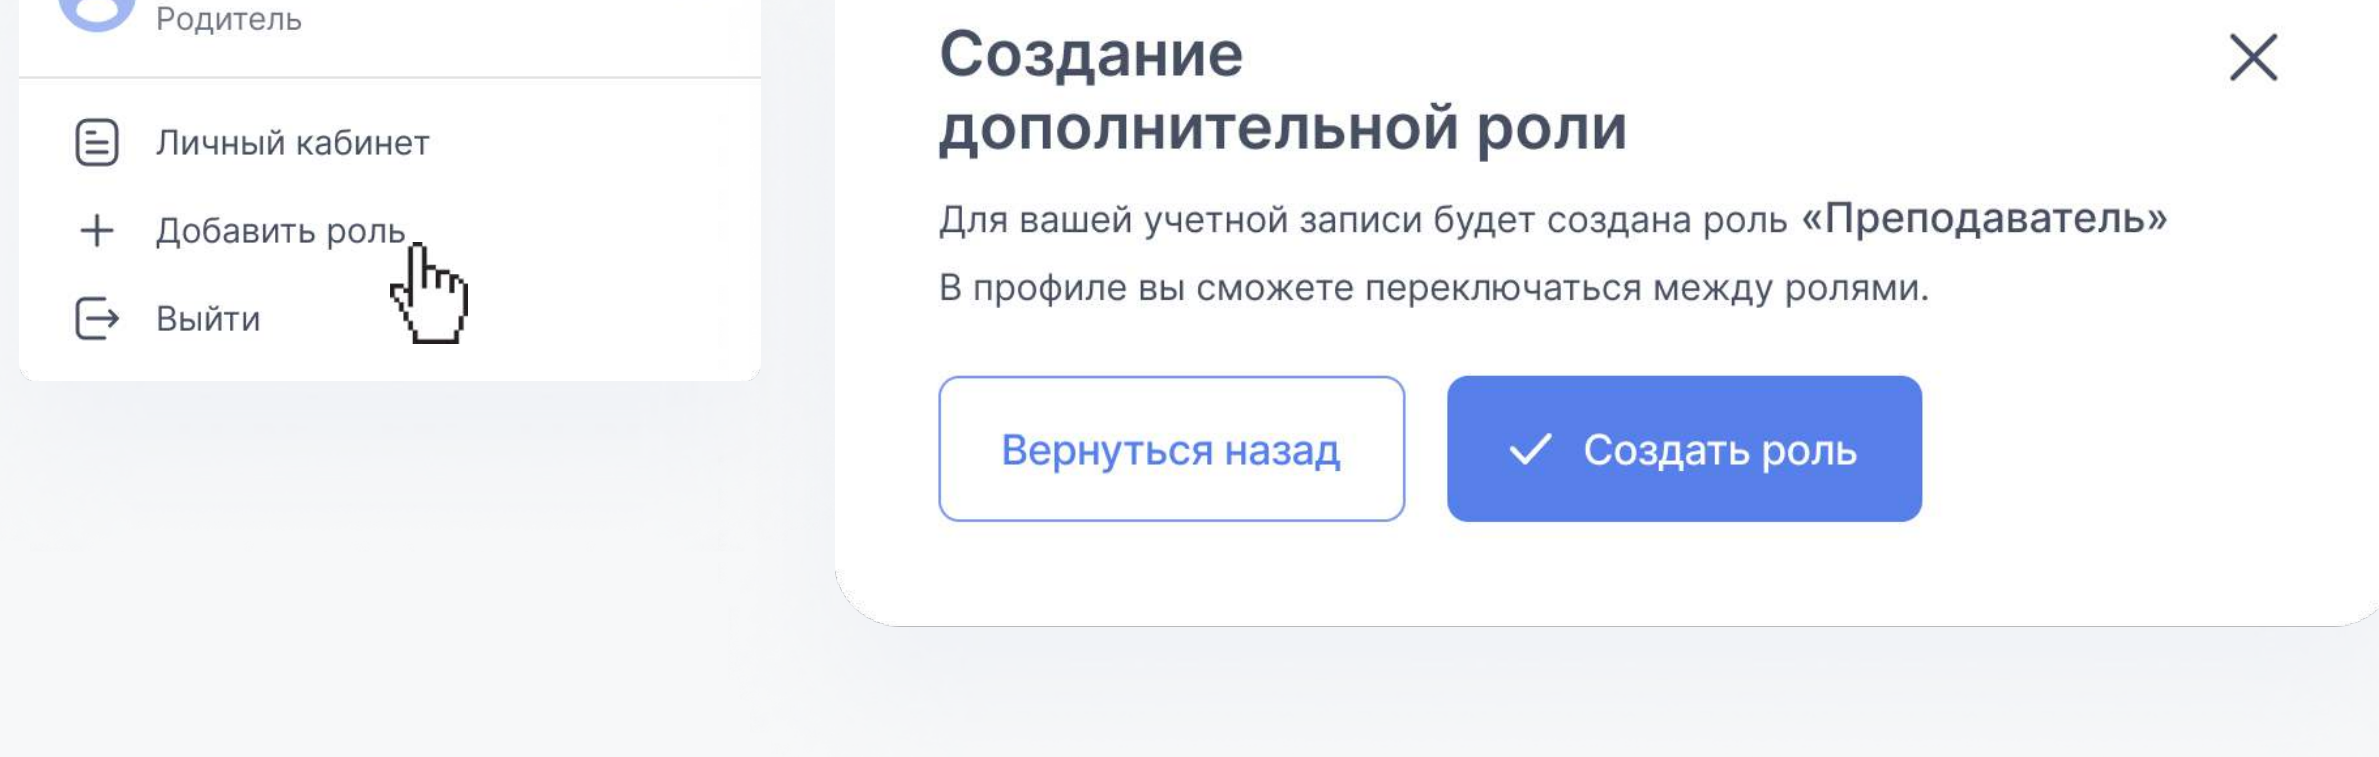 Родитель
Личный кабинет
Добавить роль
Выйти
Создание
дополнительной роли
Для вашей учетной записи будет создана роль «Преподаватель»
В профиле вы сможете переключаться между ролями.
Вернуться назад
Создать роль